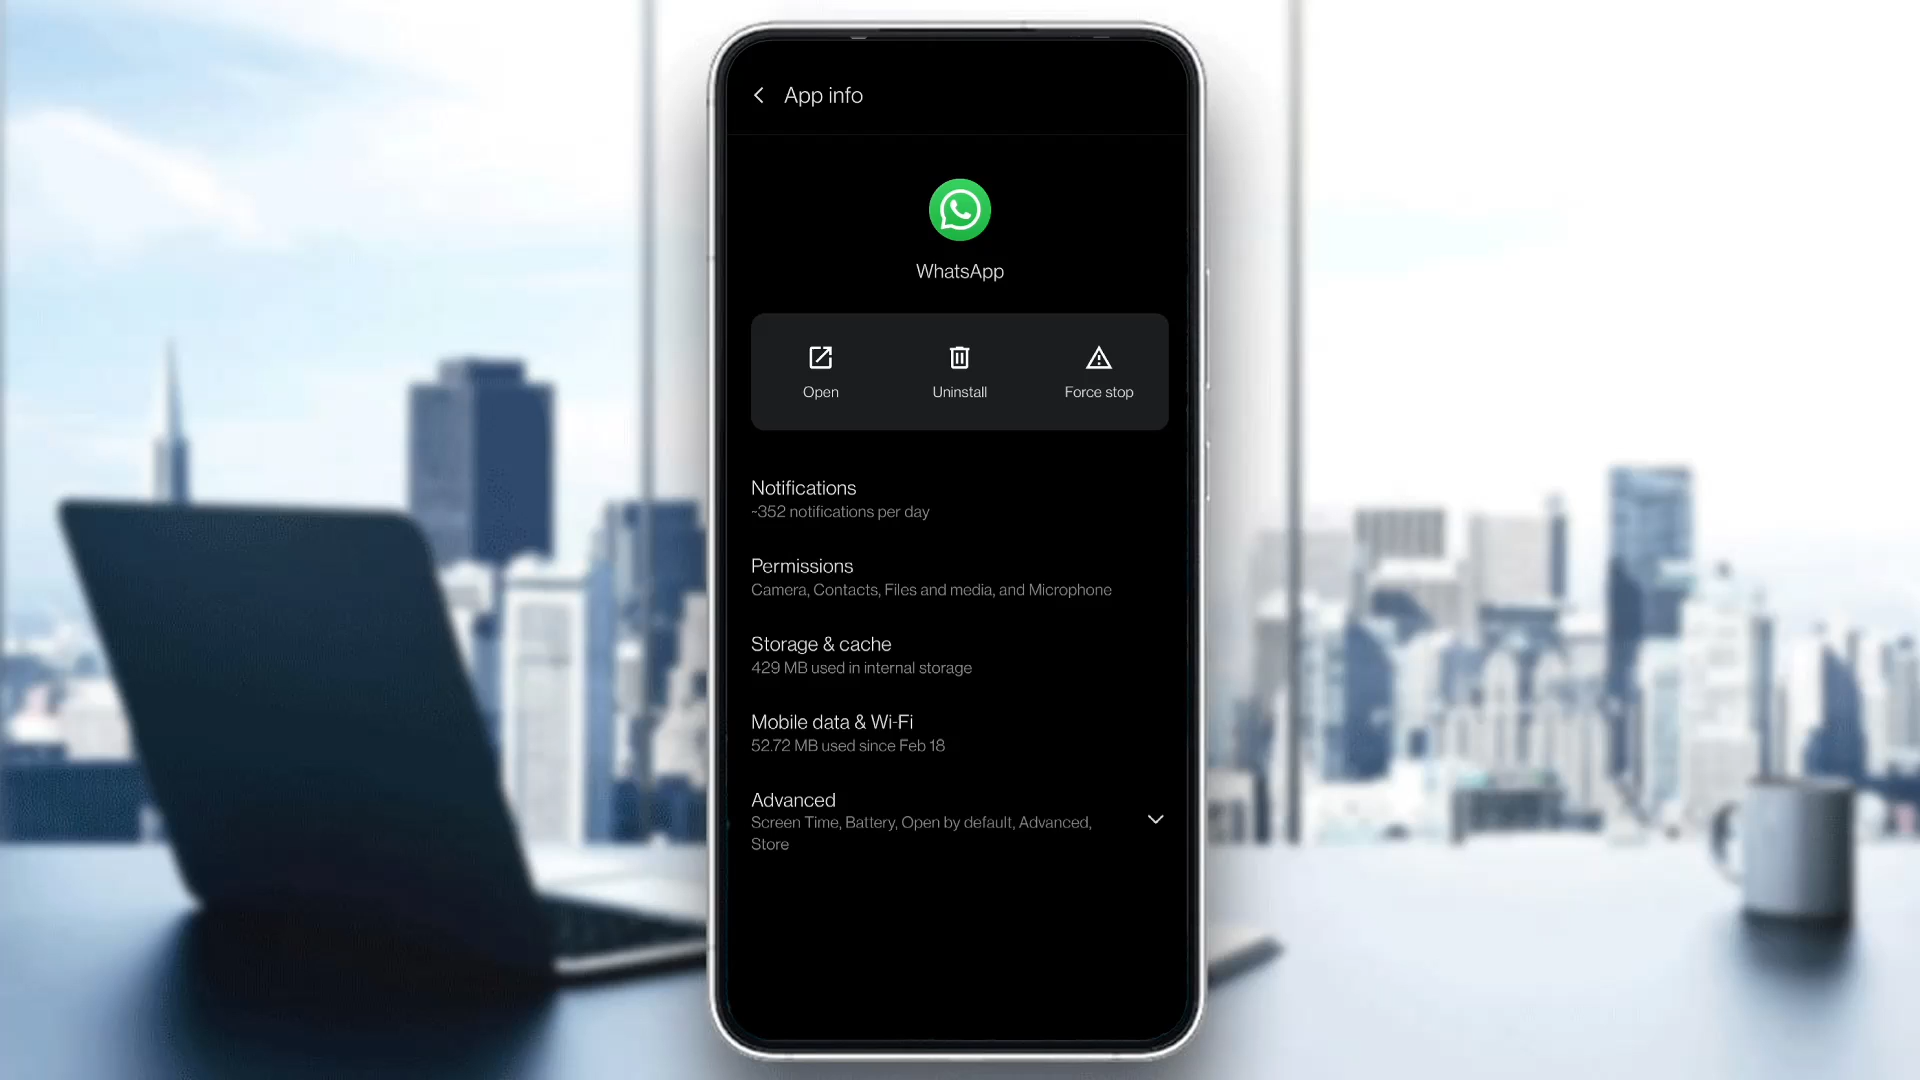 App info
WhatsApp
Open
Uninstall
Force stop
Notifications
~352 notifications per day
Permissions
Camera, Contacts, Files and media, and Microphone
Storage & cache
429 MB used in internal storage
Mobile data & Wi-Fi
52.72 MB used since Feb 18
Advanced
Screen Time, Battery, Open by default, Advanced,
Store